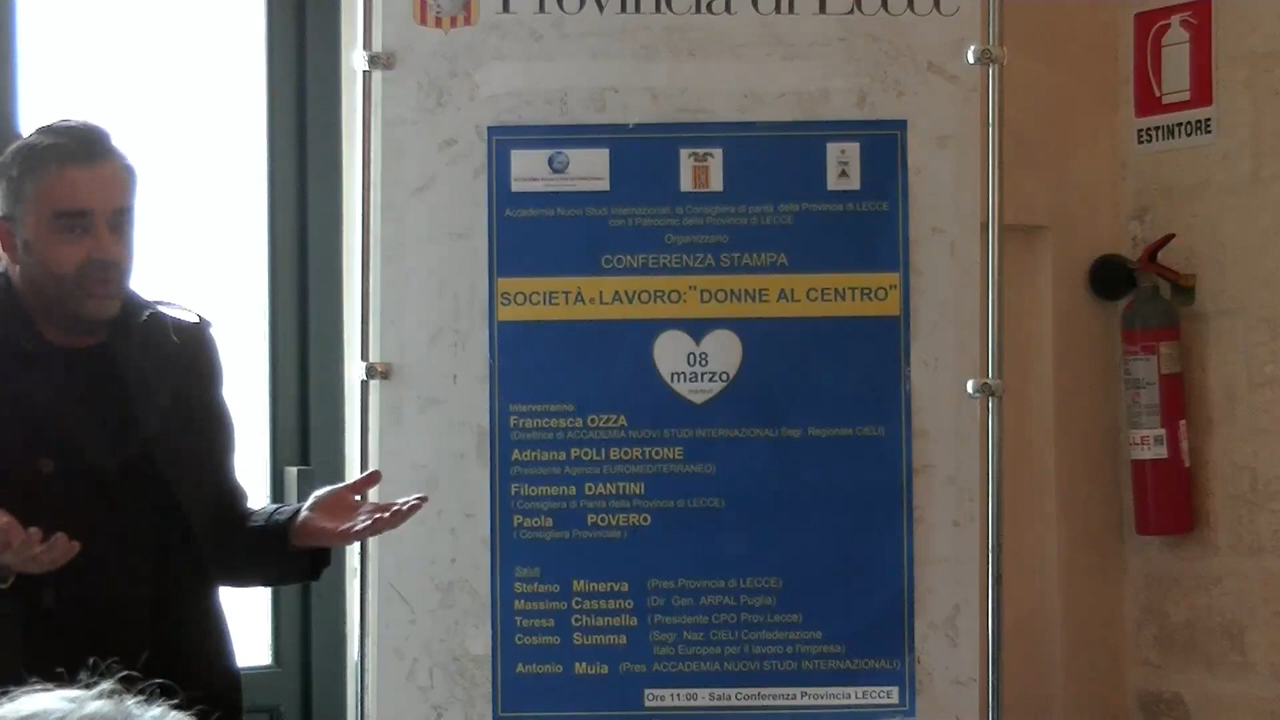 Provincia di Lecce
ESTINTORE
Accademia Nuovi Studi Internazionali, la Consigliera di parità della Provincia di LECCE
con il Patrocinio della Provincia di LECCE
Organizzano
CONFERENZA STAMPA
SOCIETÀ e LAVORO: "DONNE AL CENTRO"
08
marzo
Interverranno:
Francesca OZZA
(Direttrice di ACCADEMIA NUOVI STUDI INTERNAZIONALI Segr. Regionale CIELI)
Adriana POLI BORTONE
(Presidente Agenzia EUROMEDITERRANEO)
Filomena DANTINI
( Consigliera di Parità della Provincia di LECCE)
Paola POVERO
( Consigliera Provinciale )
Saluti
Stefano Minerva (Pres.Provincia di LECCE)
Massimo Cassano (Dir. Gen. ARPAL Puglia)
Teresa Chianella ( Presidente CPO Prov.Lecce)
Cosimo Summa (Segr. Naz. CIELI Confederazione
Italo Europea per il lavoro e l'impresa)
Antonio Muia (Pres. ACCADEMIA NUOVI STUDI INTERNAZIONALI)
Ore 11:00 - Sala Conferenza Provincia LECCE